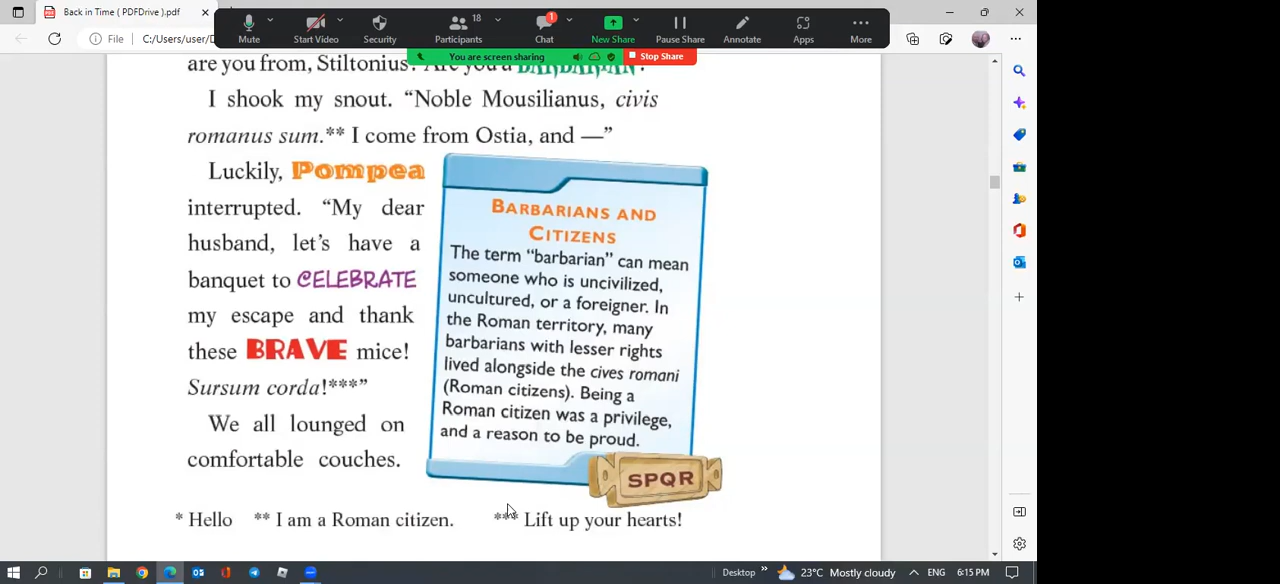 Back in Time ( PDFDrive ).pdf
18
1
Mute
Start Video
Security
Participants
Chat
New Share
Pause Share
Annotate
Apps
More
File
C:/Users/user/D
You are screen sharing
Stop Share
are you from, Stiltonius? Are you a BARBARIAN?
I shook my snout. “Noble Mousilianus, civis
romanus sum.** I come from Ostia, and —”
Luckily, Pompea
interrupted. “My dear
husband, let’s have a
banquet to CELEBRATE
my escape and thank
these BRAVE mice!
Sursum corda!***”
We all lounged on
comfortable couches.
BARBARIANS AND
CITIZENS
The term “barbarian” can mean
someone who is uncivilized,
uncultured, or a foreigner. In
the Roman territory, many
barbarians with lesser rights
lived alongside the cives romani
(Roman citizens). Being a
Roman citizen was a privilege,
and a reason to be proud.
SPQR
* Hello ** I am a Roman citizen. *** Lift up your hearts!
Desktop
23°C Mostly cloudy
ENG
6:15 PM